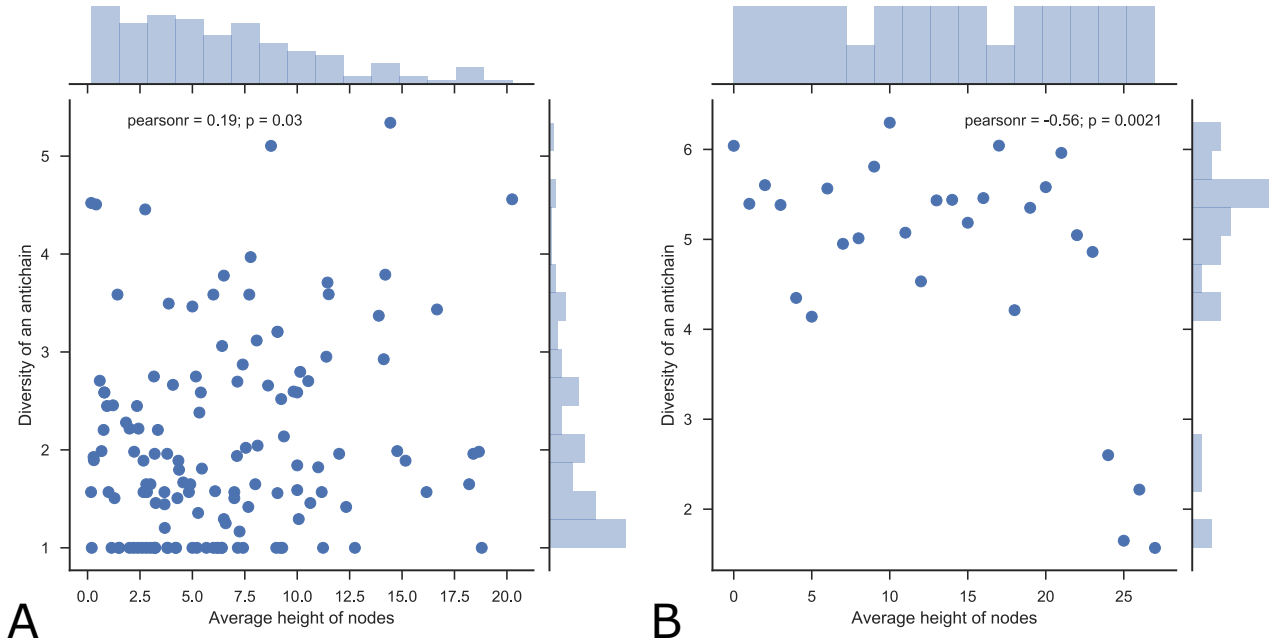 pearsonr = 0.19; p = 0.03
5
4
3
2
1
Diversity of an antichain
0.0 2.5 5.0 7.5 10.0 12.5 15.0 17.5 20.0
Average height of nodes
A
pearsonr = -0.56; p = 0.0021
6
5
4
3
2
Diversity of an antichain
0 5 10 15 20 25
Average height of nodes
B